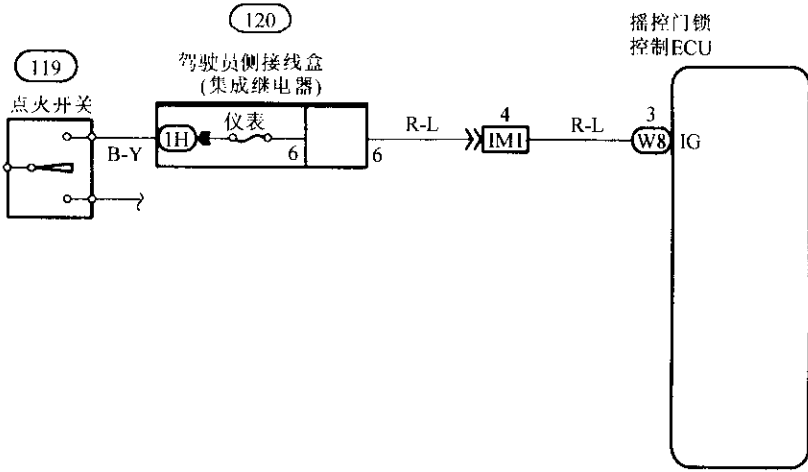 120
摇控门锁
控制ECU
119
驾驶员侧接线盒
(集成继电器)
点火开关
仪表
1H
B-Y
6
6
R-L
4
IM1
R-L
3
W8
IG